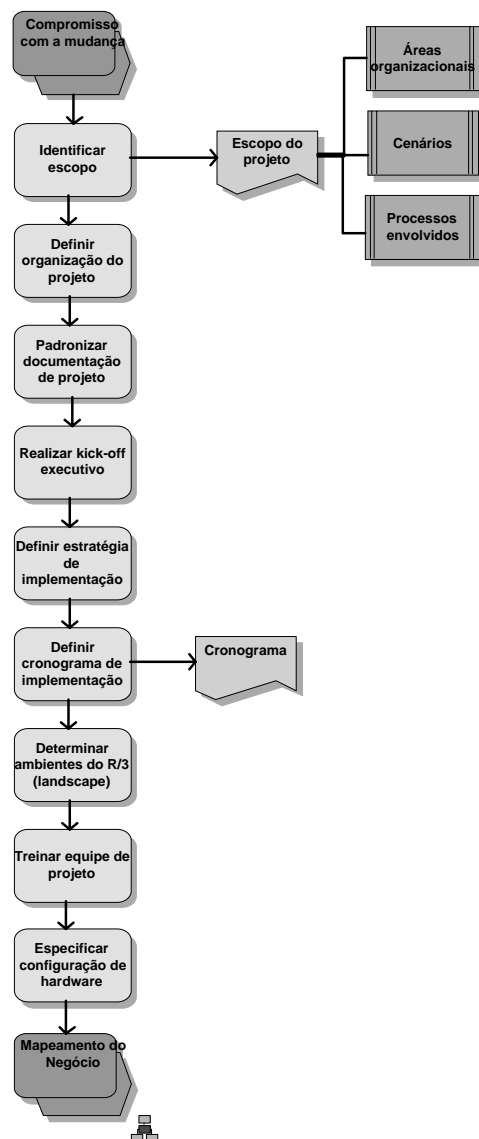 Compromisso
com a mudança
Áreas
organizacionais
Identificar
escopo
Escopo do
projeto
Cenários
Processos
envolvidos
Definir
organização do
projeto
Padronizar
documentação
de projeto
Realizar kick-off
executivo
Definir estratégia
de
implementação
Definir
cronograma de
implementação
Cronograma
Determinar
ambientes do R/3
(landscape)
Treinar equipe de
projeto
Especificar
configuração de
hardware
Mapeamento do
Negócio